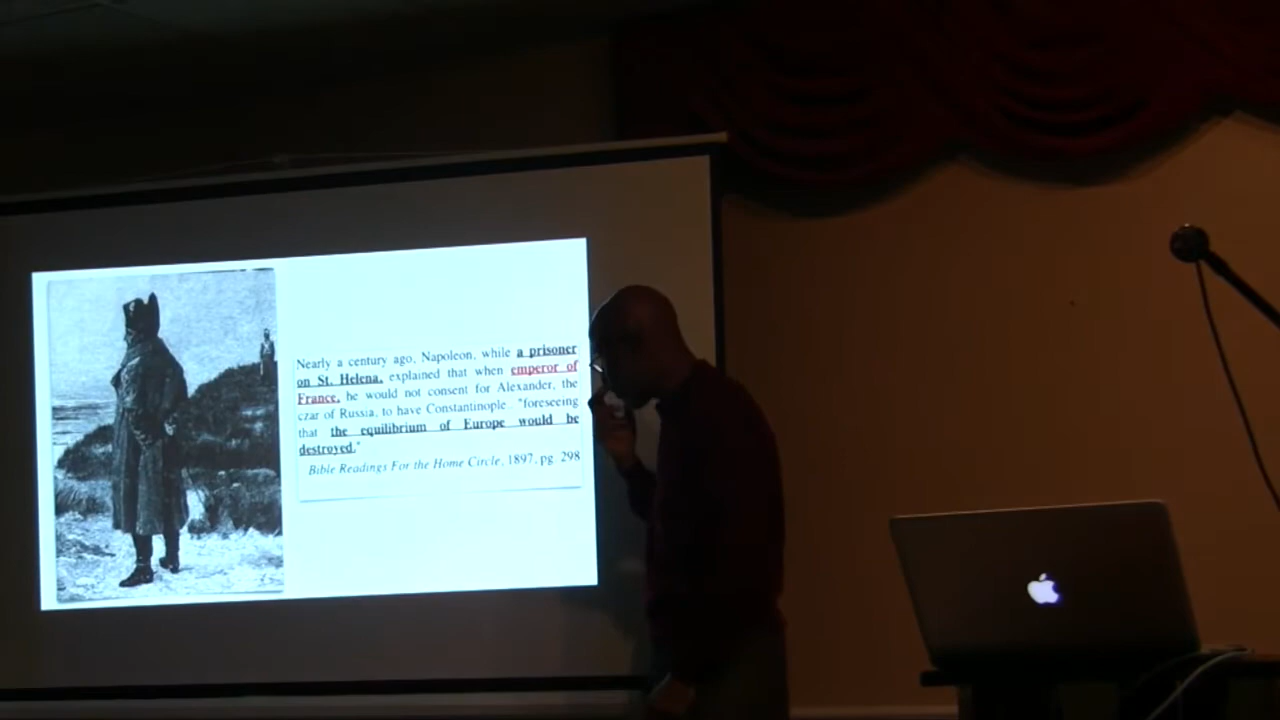 Nearly a century ago, Napoleon, while a prisoner
on St. Helena, explained that when emperor of
France, he would not consent for Alexander, the
czar of Russia, to have Constantinople "foreseeing
that the equilibrium of Europe would be
destroyed."
Bible Readings For the Home Circle, 1897, pg. 298